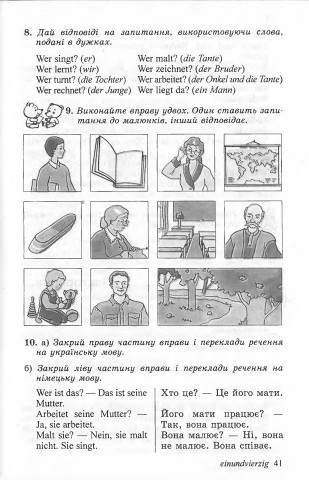 8. Дай відповіді на запитання, використовуючи слова,
подані в дужках.
Wer singt? (er) Wer malt? (die Tante)
Wer lernt? (wir) Wer zeichnet? (der Bruder)
Wer turnt? (die Tochter) Wer arbeitet? (der Onkel und die Tante)
Wer rechnet? (der Junge) Wer liegt da? (ein Mann)
9. Виконайте вправу удвох. Один ставить запи-
тання до малюнків, інший відповідає.
10. а) Закрий праву частину вправи і переклади речення
на українську мову.
б) Закрий ліву частину вправи і переклади речення на
німецьку мову.
Wer ist das? — Das ist seine
Mutter.
Arbeitet seine Mutter? —
Ja, sie arbeitet.
Malt sie? — Nein, sie malt
nicht. Sie singt.
Хто це? — Це його мати.
Його мати працює? —
Так, вона працює.
Вона малює? — Ні, вона
не малює. Вона співає.
einundvierzig 41